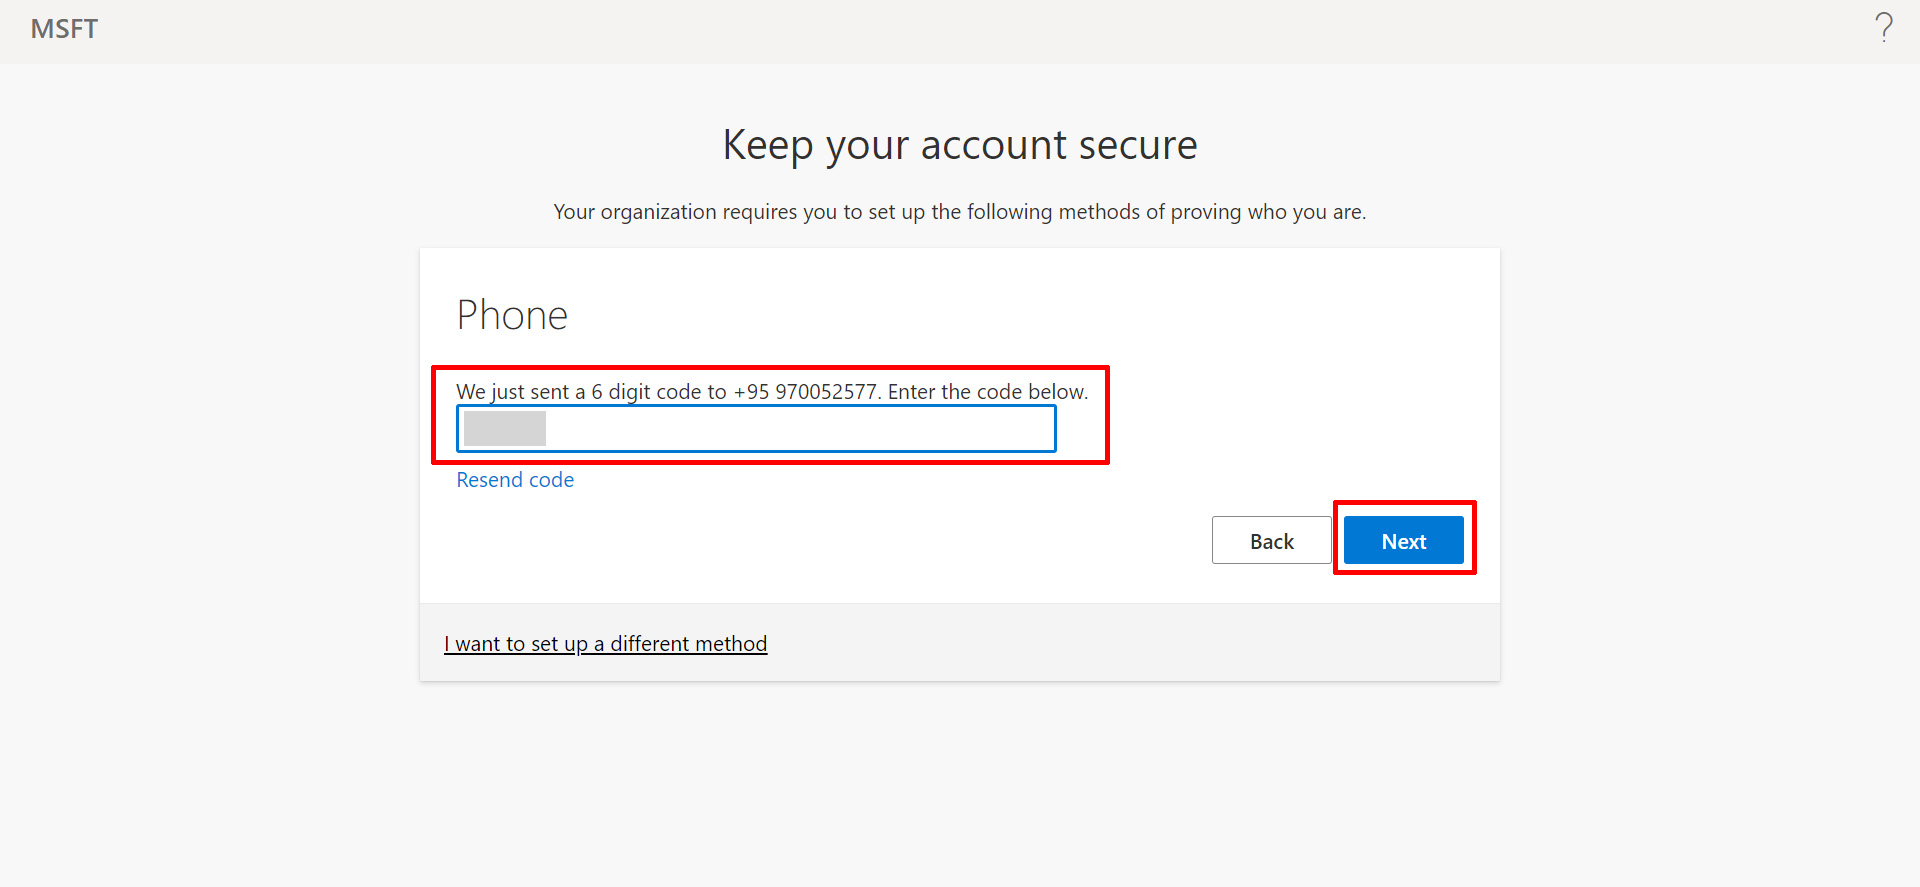 MSFT
?
Keep your account secure
Your organization requires you to set up the following methods of proving who you are.
Phone
We just sent a 6 digit code to +95 970052577. Enter the code below.
Resend code
Back
Next
I want to set up a different method